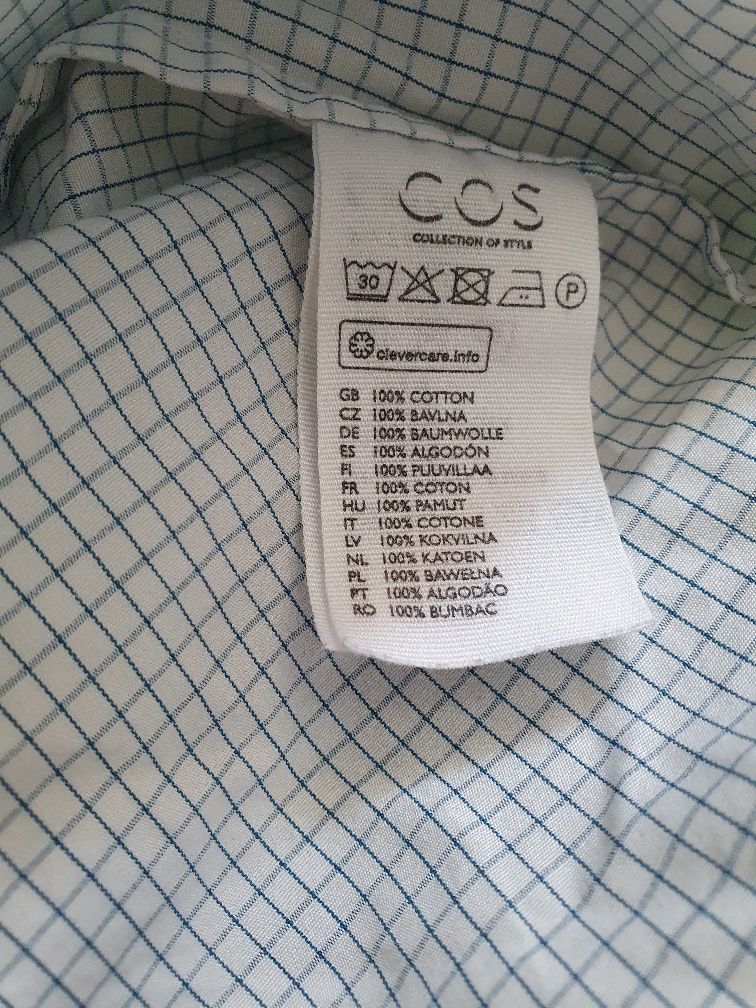 COS
COLLECTION OF STYLE
30 P
clevercare.info
GB 100% COTTON
CZ 100% BAVLNA
DE 100% BAUMWOLLE
ES 100% ALGODÓN
FI 100% PUUVILLAA
FR 100% COTON
HU 100% PAMUT
IT 100% COTONE
LV 100% KOKVILNA
NL 100% KATOEN
PL 100% BAWEŁNA
PT 100% ALGODÃO
RO 100% BUMBAC